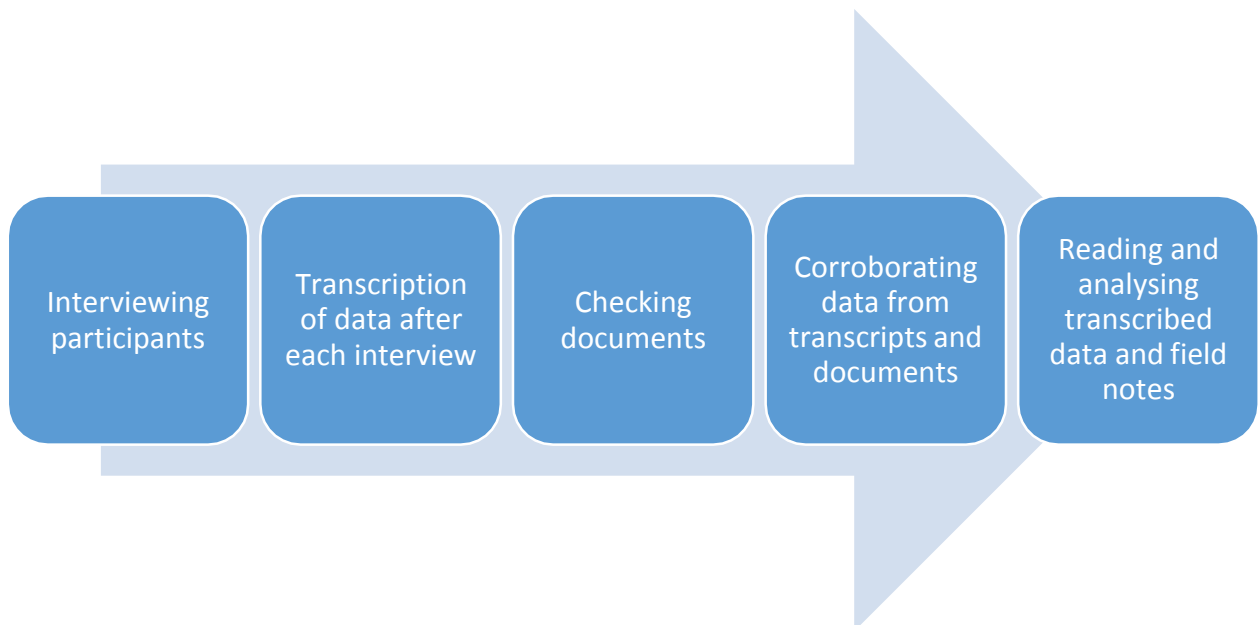 Interviewing
participants
Transcription
of data after
each interview
Checking
documents
Corroborating
data from
transcripts and
documents
Reading and
analysing
transcribed
data and field
notes